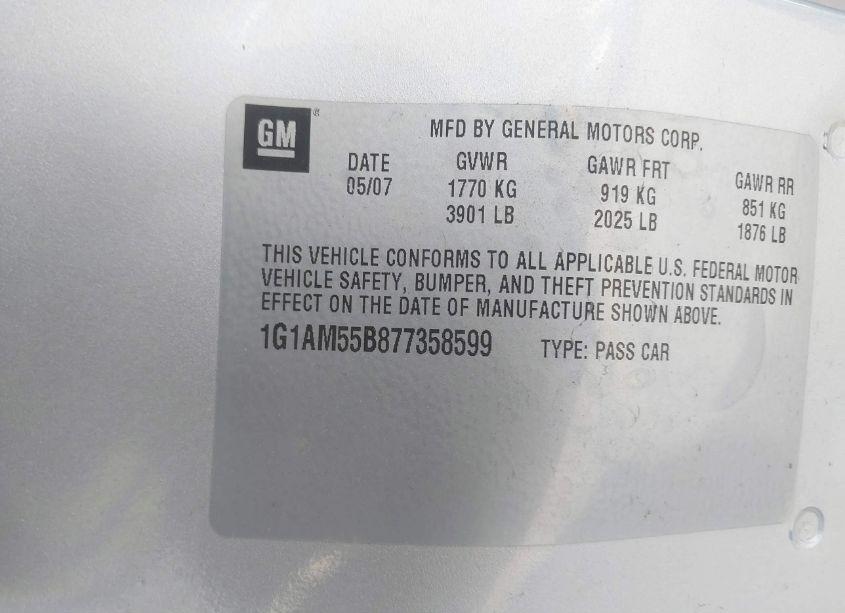 GM®
MFD BY GENERAL MOTORS CORP.
DATE GVWR GAWR FRT GAWR RR
05/07 1770 KG 919 KG 851 KG
3901 LB 2025 LB 1876 LB
THIS VEHICLE CONFORMS TO ALL APPLICABLE U.S. FEDERAL MOTOR
VEHICLE SAFETY, BUMPER, AND THEFT PREVENTION STANDARDS IN
EFFECT ON THE DATE OF MANUFACTURE SHOWN ABOVE.
1G1AM55B877358599 TYPE: PASS CAR